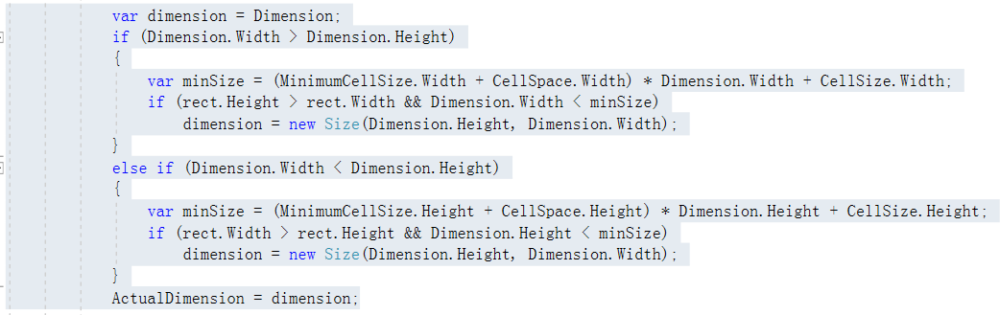 var dimension = Dimension;
if (Dimension.Width > Dimension.Height)
{
var minSize = (MinimumCellSize.Width + CellSpace.Width) * Dimension.Width + CellSize.Width;
if (rect.Height > rect.Width && Dimension.Width < minSize)
dimension = new Size(Dimension.Height, Dimension.Width);
}
else if (Dimension.Width < Dimension.Height)
{
var minSize = (MinimumCellSize.Height + CellSpace.Height) * Dimension.Height + CellSize.Height;
if (rect.Width > rect.Height && Dimension.Height < minSize)
dimension = new Size(Dimension.Height, Dimension.Width);
}
ActualDimension = dimension;